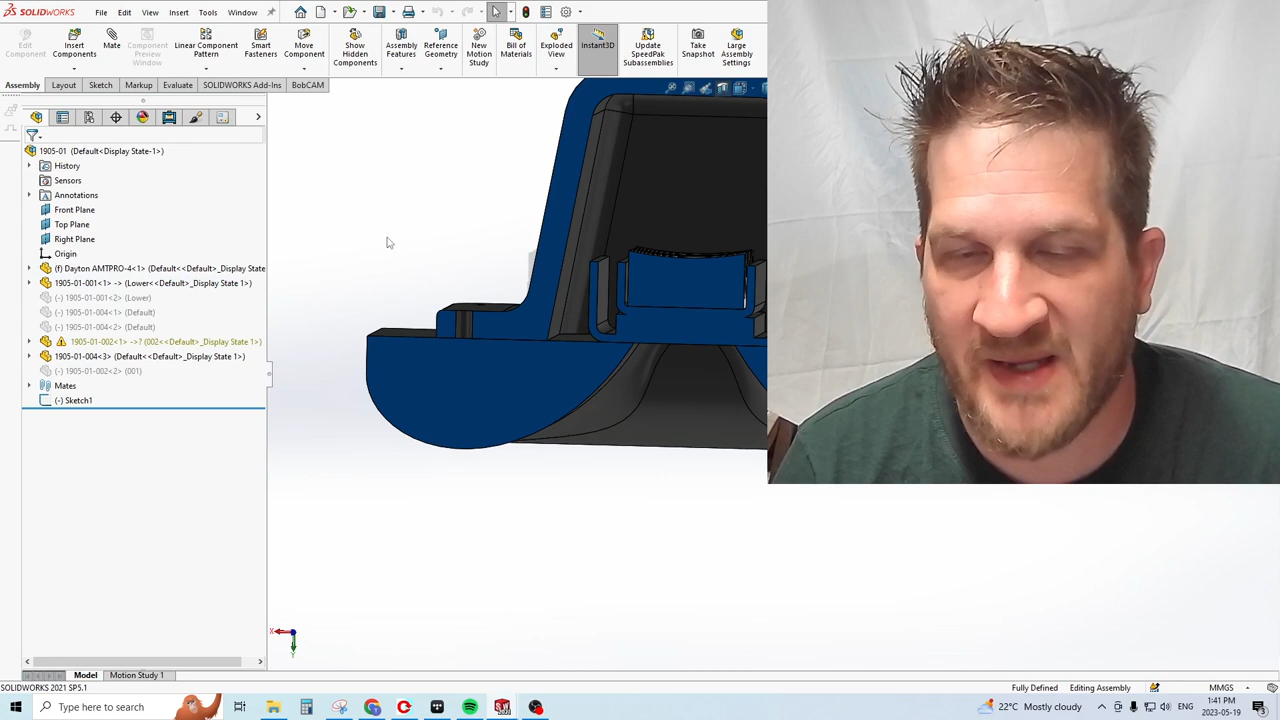 SOLIDWORKS File Edit View Insert Tools Window
Edit Component
Insert Components
Mate
Component Preview Window
Linear Component Pattern
Smart Fasteners
Move Component
Show Hidden Components
Assembly Features
Reference Geometry
New Motion Study
Bill of Materials
Exploded View
Instant3D
Update SpeedPak Subassemblies
Take Snapshot
Large Assembly Settings
Assembly Layout Sketch Markup Evaluate SOLIDWORKS Add-Ins BobCAM
1905-01 (Default<Display State-1>)
History
Sensors
Annotations
Front Plane
Top Plane
Right Plane
Origin
(f) Dayton AMTPRO-4<1> (Default<<Default>_Display State
1905-01-001<1> -> (Lower<<Default>_Display State 1>)
(-) 1905-01-001<2> (Lower)
(-) 1905-01-004<1> (Default)
(-) 1905-01-004<2> (Default)
1905-01-002<1> ->? (002<<Default>_Display State 1>)
1905-01-004<3> (Default<<Default>_Display State 1>)
(-) 1905-01-002<2> (001)
Mates
(-) Sketch1
X
Y
Model Motion Study 1
SOLIDWORKS 2021 SP5.1 Fully Defined Editing Assembly MMGS
Type here to search 22°C Mostly cloudy ENG 1:41 PM
2023-05-19